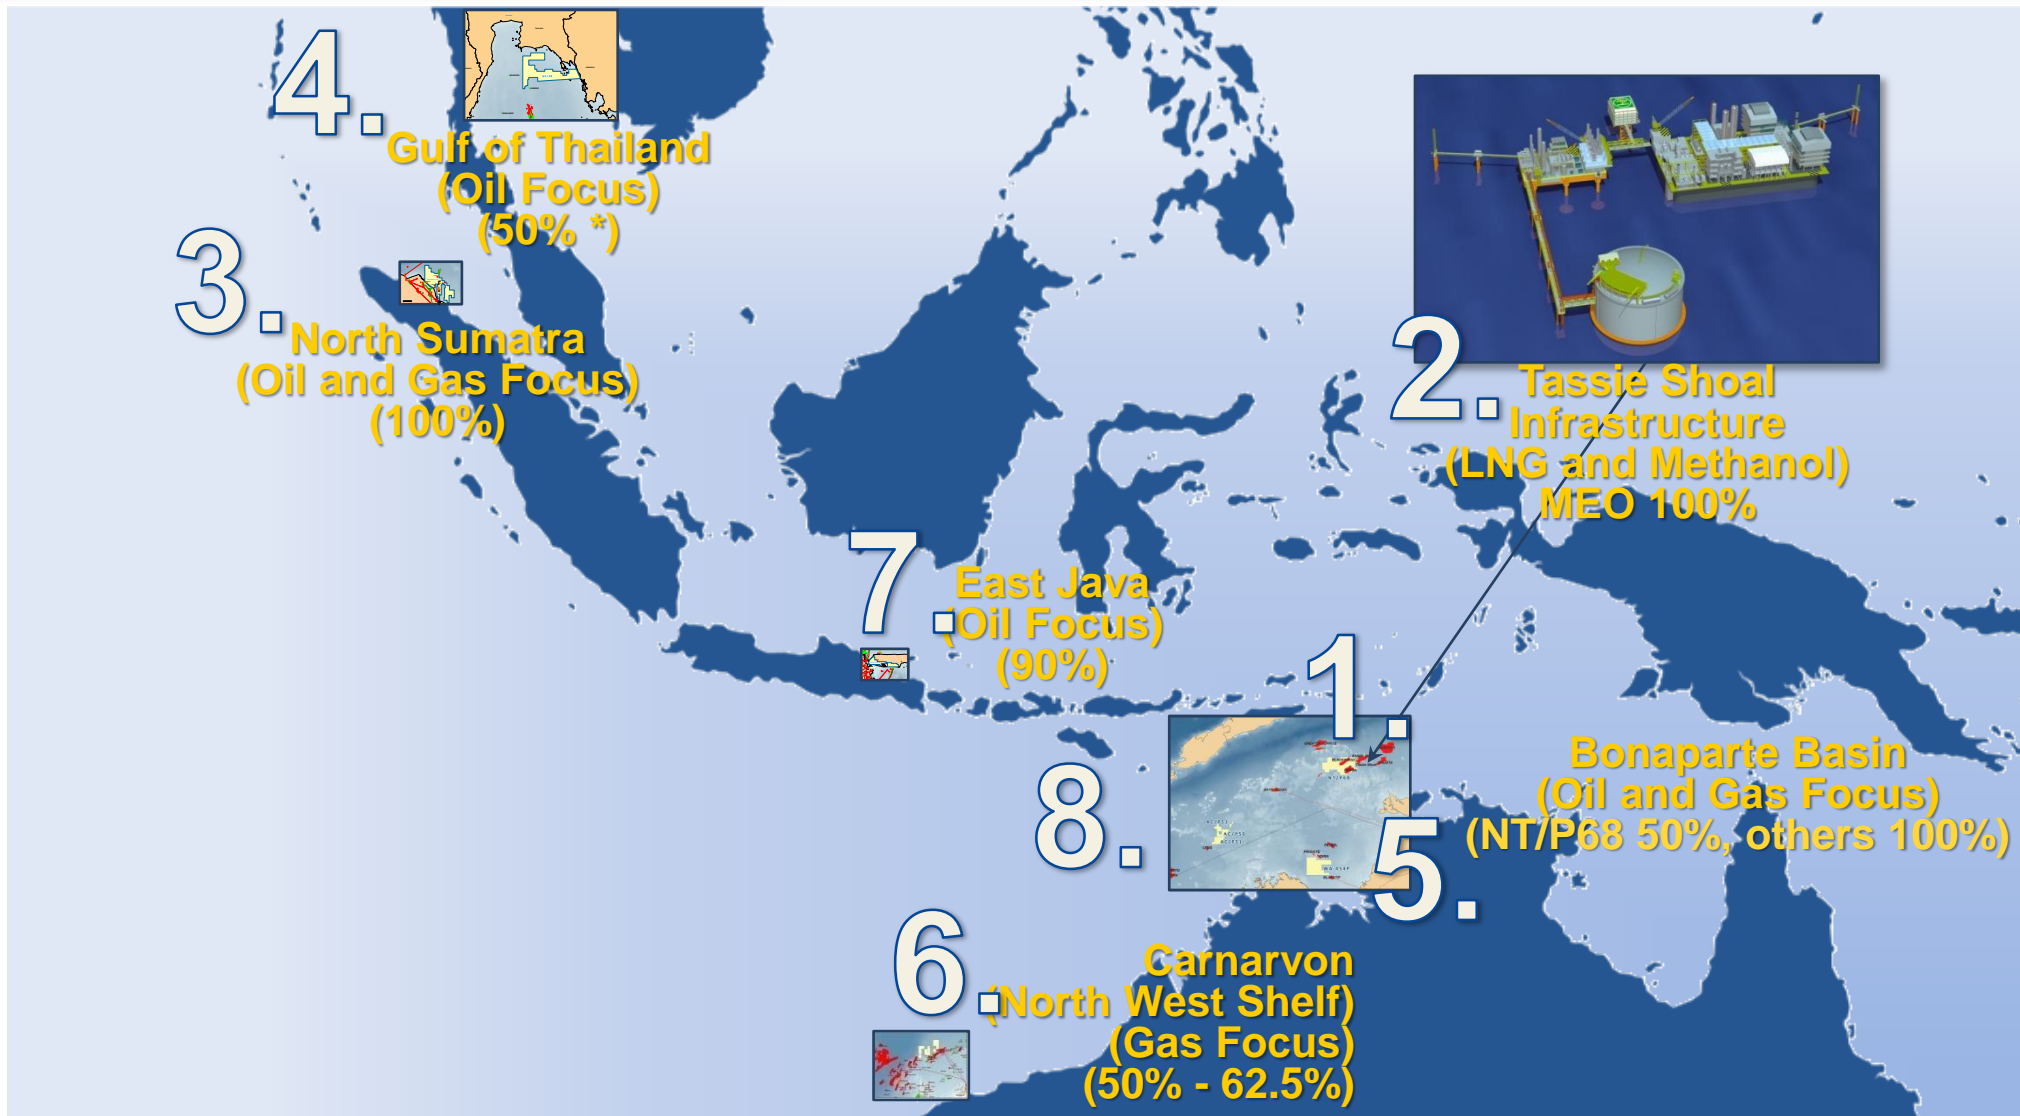 4.
Gulf of Thailand
(Oil Focus)
(50% *)
3.
North Sumatra
(Oil and Gas Focus)
(100%)
2.
Tassie Shoal
Infrastructure
(LNG and Methanol)
MEO 100%
7.
East Java
(Oil Focus)
(90%)
1.
NT/P68
8.
5.
Bonaparte Basin
(Oil and Gas Focus)
(NT/P68 50%, others 100%)
6.
Carnarvon
(North West Shelf)
(Gas Focus)
(50% - 62.5%)